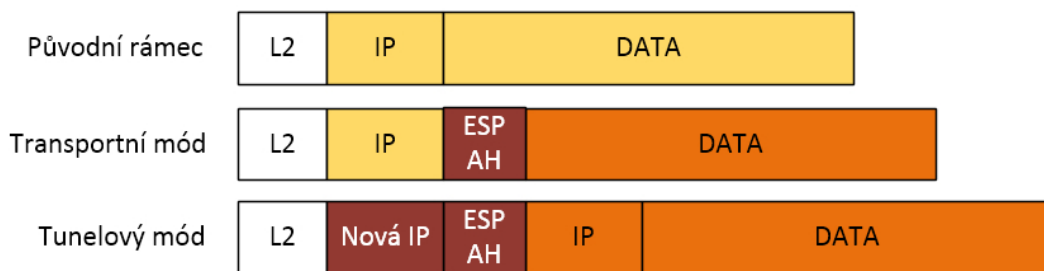 Původní rámec L2 IP DATA
Transportní mód L2 IP ESP AH DATA
Tunelový mód L2 Nová IP ESP AH IP DATA